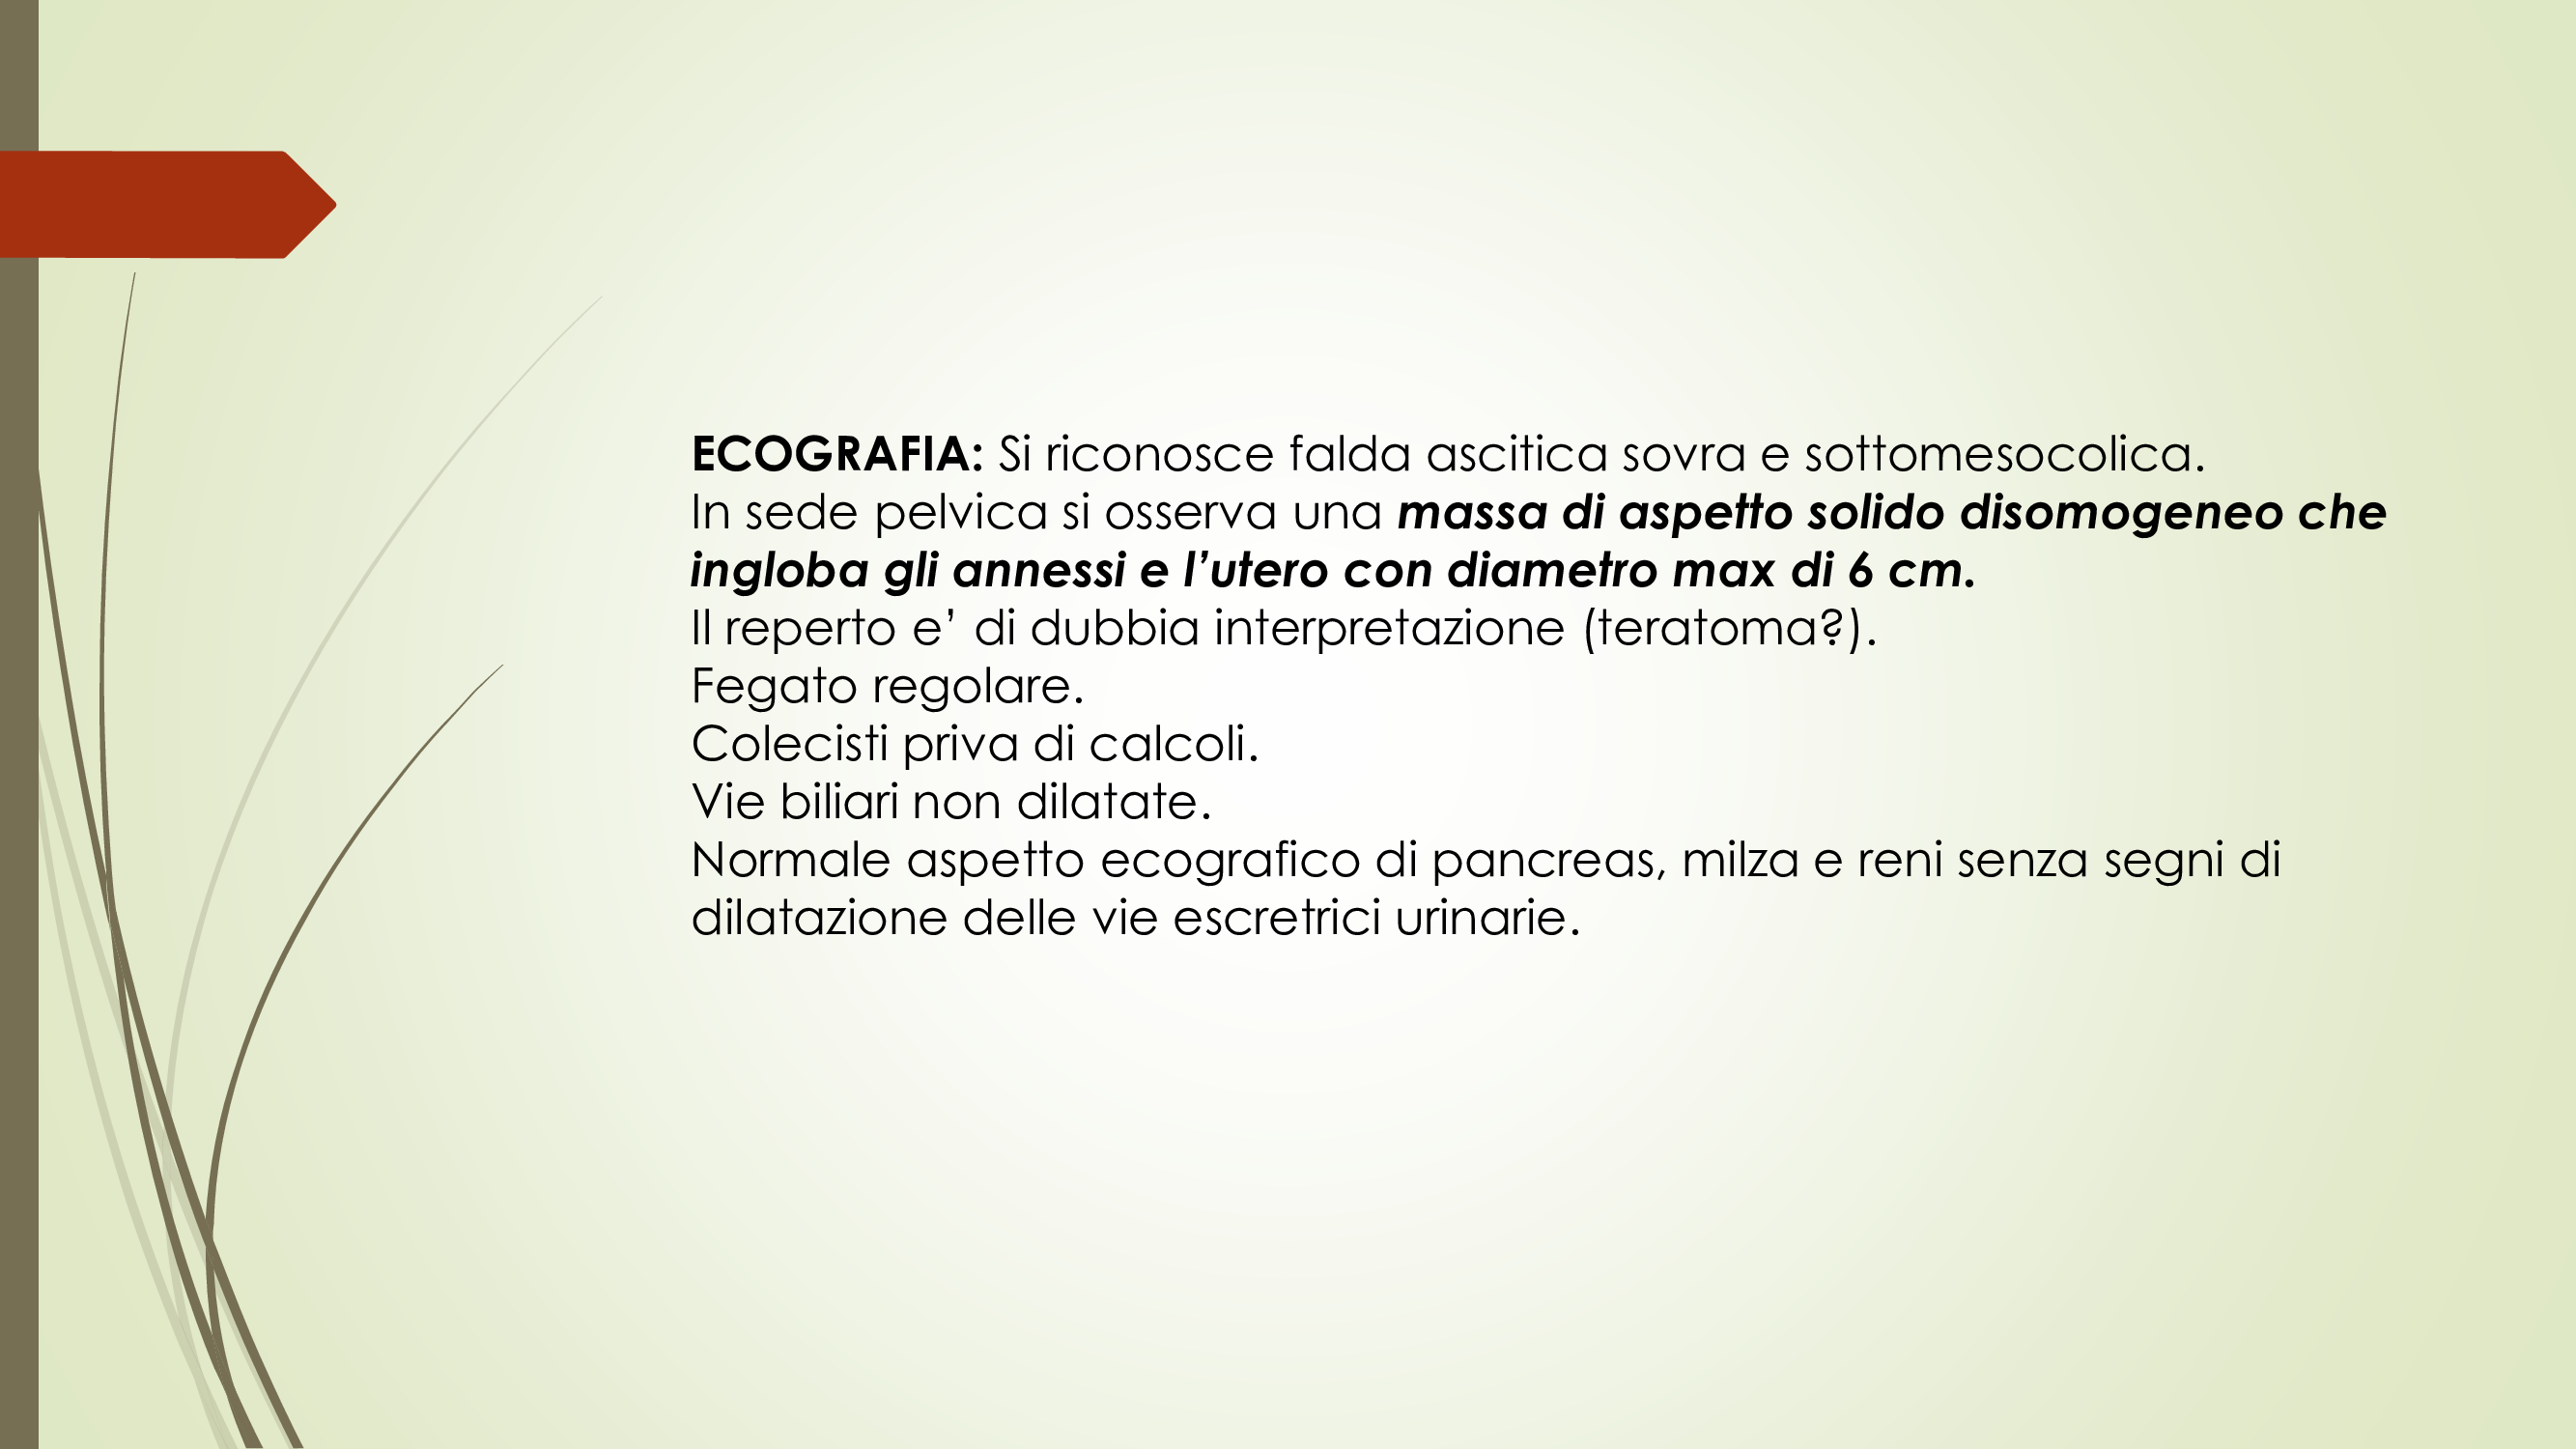 ECOGRAFIA: Si riconosce falda ascitica sovra e sottomesocolica.
In sede pelvica si osserva una massa di aspetto solido disomogeneo che
ingloba gli annessi e l’utero con diametro max di 6 cm.
Il reperto e’ di dubbia interpretazione (teratoma?).
Fegato regolare.
Colecisti priva di calcoli.
Vie biliari non dilatate.
Normale aspetto ecografico di pancreas, milza e reni senza segni di
dilatazione delle vie escretrici urinarie.